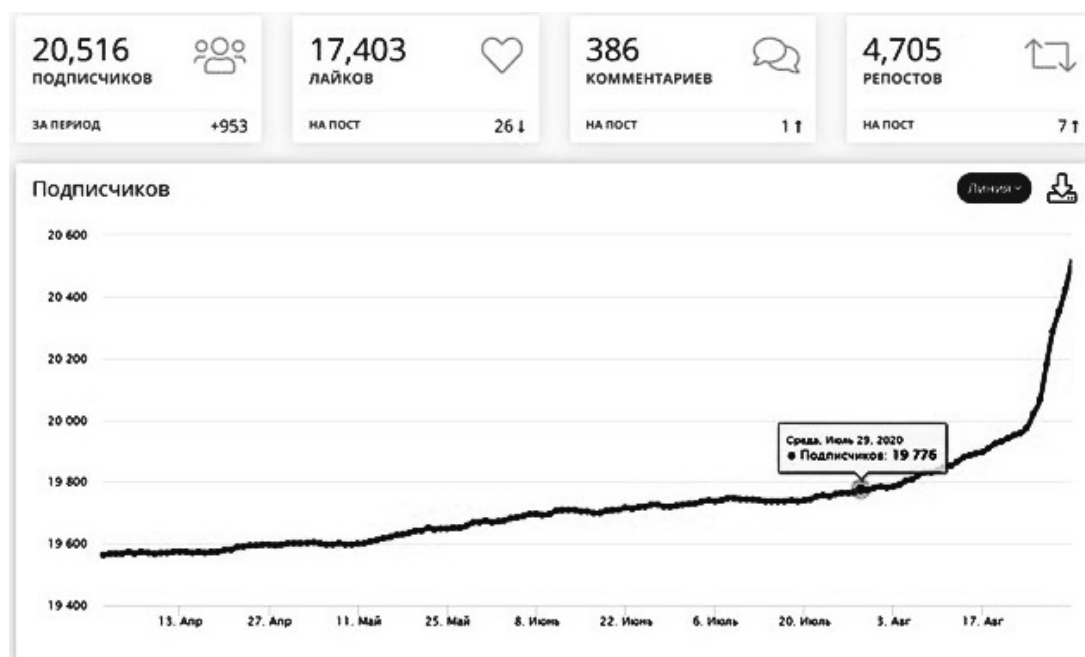 20,516
ПОДПИСЧИКОВ
ЗА ПЕРИОД +953
17,403
ЛАЙКОВ
НА ПОСТ 26 ↓
386
КОММЕНТАРИЕВ
НА ПОСТ 1 ↑
4,705
РЕПОСТОВ
НА ПОСТ 7 ↑
Подписчиков
Линия
20 600
20 400
20 200
20 000
19 800
19 600
19 400
Среда, Июль 29, 2020
● Подписчиков: 19 776
13. Апр 27. Апр 11. Май 25. Май 8. Июнь 22. Июнь 6. Июль 20. Июль 3. Авг 17. Авг